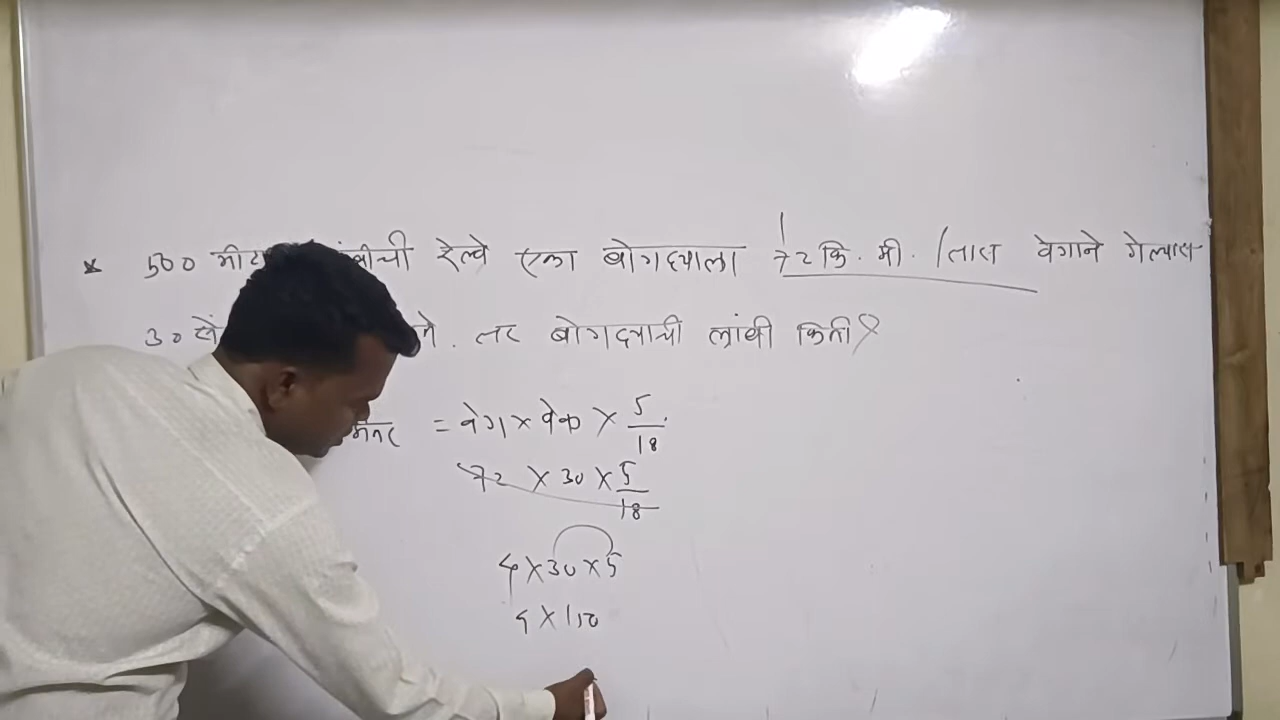 * 500 रेल्वे एका बोगद्याला 72 कि. मी. / तास वेगाने गेल्यास
30 तर बोगद्याची लांबी किती?
= वेग × वेळ × 5/18
72 × 30 × 5/18
4 × 30 × 5
4 × 150